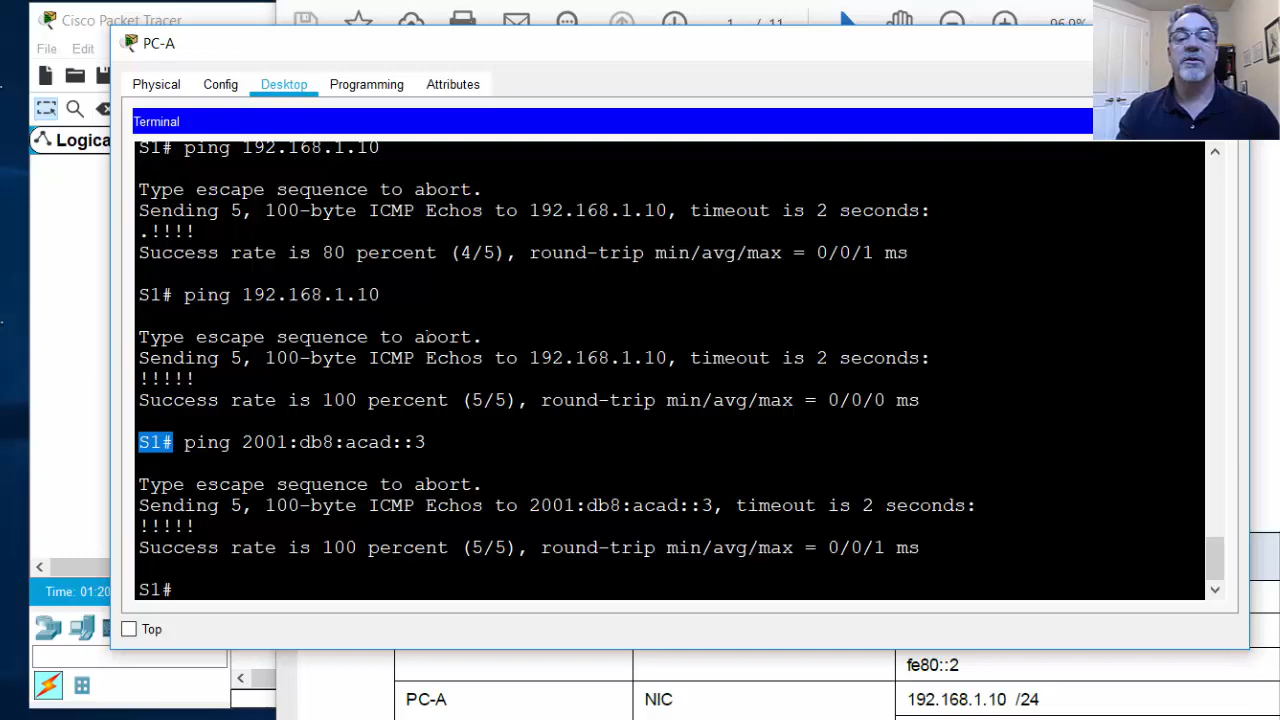 Cisco Packet Tracer
1 / 11
96.9%
File Edit
PC-A
Physical Config Desktop Programming Attributes
Logica
Terminal
S1# ping 192.168.1.10
Type escape sequence to abort.
Sending 5, 100-byte ICMP Echos to 192.168.1.10, timeout is 2 seconds:
.!!!!
Success rate is 80 percent (4/5), round-trip min/avg/max = 0/0/1 ms
S1# ping 192.168.1.10
Type escape sequence to abort.
Sending 5, 100-byte ICMP Echos to 192.168.1.10, timeout is 2 seconds:
!!!!!
Success rate is 100 percent (5/5), round-trip min/avg/max = 0/0/0 ms
S1# ping 2001:db8:acad::3
Type escape sequence to abort.
Sending 5, 100-byte ICMP Echos to 2001:db8:acad::3, timeout is 2 seconds:
!!!!!
Success rate is 100 percent (5/5), round-trip min/avg/max = 0/0/1 ms
S1#
Time: 01:20
Top
fe80::2
PC-A NIC 192.168.1.10 /24